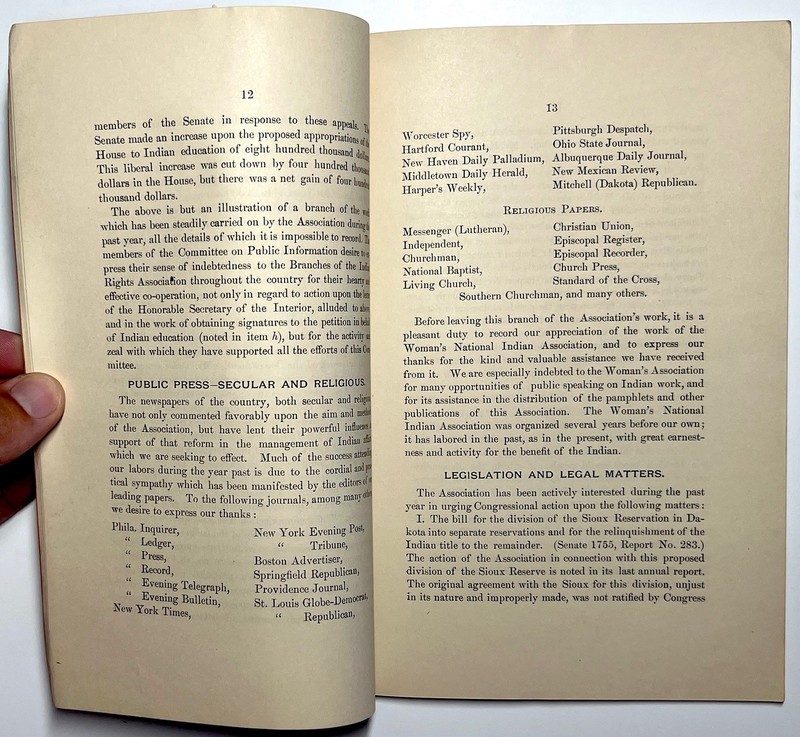 12
members of the Senate in response to these appeals. The
Senate made an increase upon the proposed appropriations of the
House to Indian education of eight hundred thousand dollars.
This liberal increase was cut down by four hundred thousand
dollars in the House, but there was a net gain of four hundred
thousand dollars.
The above is but an illustration of a branch of the work
which has been steadily carried on by the Association during the
past year, all the details of which it is impossible to record. The
members of the Committee on Public Information desire to ex-
press their sense of indebtedness to the Branches of the Indian
Rights Association throughout the country for their hearty and
effective co-operation, not only in regard to action upon the letter
of the Honorable Secretary of the Interior, alluded to above,
and in the work of obtaining signatures to the petition in behalf
of Indian education (noted in item h), but for the activity and
zeal with which they have supported all the efforts of this Com-
mittee.
PUBLIC PRESS—SECULAR AND RELIGIOUS.
The newspapers of the country, both secular and religious,
have not only commented favorably upon the aim and methods
of the Association, but have lent their powerful influence in
support of that reform in the management of Indian affairs
which we are seeking to effect. Much of the success attending
our labors during the year past is due to the cordial and prac-
tical sympathy which has been manifested by the editors of
leading papers. To the following journals, among many others,
we desire to express our thanks :
Phila. Inquirer,
“ Ledger,
“ Press,
“ Record,
“ Evening Telegraph,
“ Evening Bulletin,
New York Times,
New York Evening Post,
“ Tribune,
Boston Advertiser,
Springfield Republican,
Providence Journal,
St. Louis Globe-Democrat,
“ Republican,
13
Worcester Spy,
Hartford Courant,
New Haven Daily Palladium,
Middletown Daily Herald,
Harper's Weekly,
Pittsburgh Despatch,
Ohio State Journal,
Albuquerque Daily Journal,
New Mexican Review,
Mitchell (Dakota) Republican.
RELIGIOUS PAPERS.
Messenger (Lutheran),
Independent,
Churchman,
National Baptist,
Living Church,
Christian Union,
Episcopal Register,
Episcopal Recorder,
Church Press,
Standard of the Cross,
Southern Churchman, and many others.
Before leaving this branch of the Association's work, it is a
pleasant duty to record our appreciation of the work of the
Woman's National Indian Association, and to express our
thanks for the kind and valuable assistance we have received
from it. We are especially indebted to the Woman's Association
for many opportunities of public speaking on Indian work, and
for its assistance in the distribution of the pamphlets and other
publications of this Association. The Woman's National
Indian Association was organized several years before our own;
it has labored in the past, as in the present, with great earnest-
ness and activity for the benefit of the Indian.
LEGISLATION AND LEGAL MATTERS.
The Association has been actively interested during the past
year in urging Congressional action upon the following matters :
I. The bill for the division of the Sioux Reservation in Da-
kota into separate reservations and for the relinquishment of the
Indian title to the remainder. (Senate 1755, Report No. 283.)
The action of the Association in connection with this proposed
division of the Sioux Reserve is noted in its last annual report.
The original agreement with the Sioux for this division, unjust
in its nature and improperly made, was not ratified by Congress